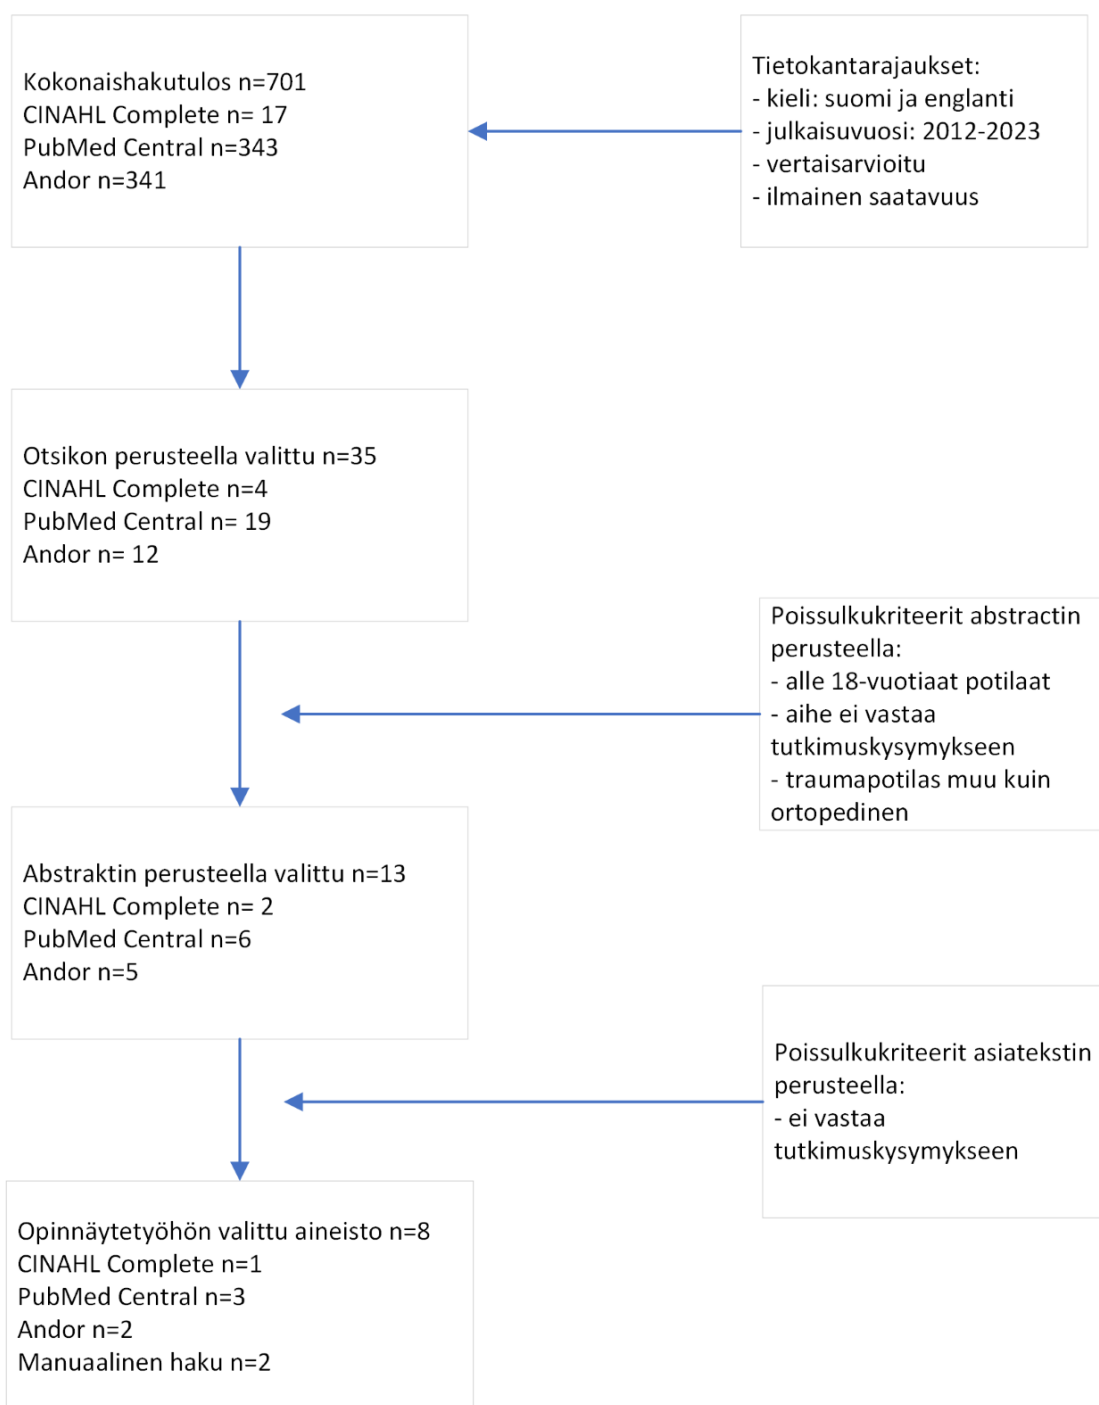 Kokonaishakutulos n=701
CINAHL Complete n= 17
PubMed Central n=343
Andor n=341
Tietokantarajaukset:
- kieli: suomi ja englanti
- julkaisuvuosi: 2012-2023
- vertaisarvioitu
- ilmainen saatavuus
Otsikon perusteella valittu n=35
CINAHL Complete n=4
PubMed Central n= 19
Andor n= 12
Poissulkukriteerit abstractin
perusteella:
- alle 18-vuotiaat potilaat
- aihe ei vastaa
tutkimuskysymykseen
- traumapotilas muu kuin
ortopedinen
Abstraktin perusteella valittu n=13
CINAHL Complete n= 2
PubMed Central n=6
Andor n=5
Poissulkukriteerit asiatekstin
perusteella:
- ei vastaa
tutkimuskysymykseen
Opinnäytetyöhön valittu aineisto n=8
CINAHL Complete n=1
PubMed Central n=3
Andor n=2
Manuaalinen haku n=2